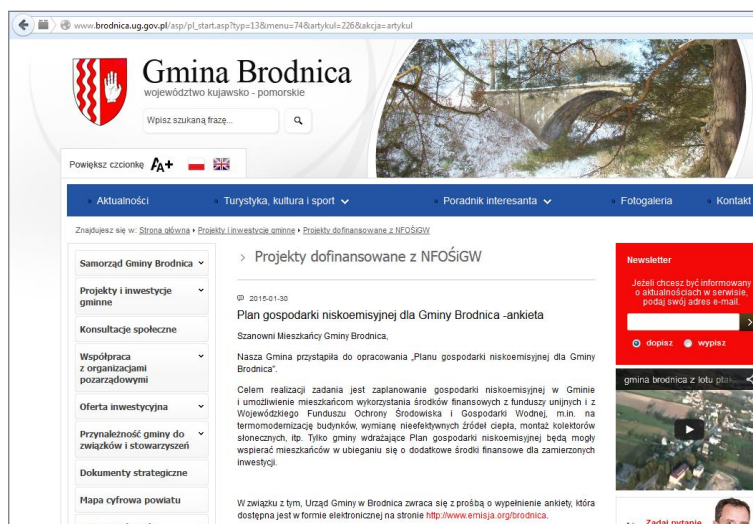 www.brodnica.ug.gov.pl/asp/pl_start.asp?typ=13&menu=74&artykul=226&akcja=artykul
Gmina Brodnica
województwo kujawsko - pomorskie
Wpisz szukaną frazę...
Powiększ czcionkę AA+
Aktualności
Turystyka, kultura i sport
Poradnik interesanta
Fotogaleria
Kontakt
Znajdujesz się w: Strona główna • Projekty i inwestycje gminne • Projekty dofinansowane z NFOŚiGW
Samorząd Gminy Brodnica
Projekty i inwestycje
gminne
Konsultacje społeczne
Współpraca
z organizacjami
pozarządowymi
Oferta inwestycyjna
Przynależność gminy do
związków i stowarzyszeń
Dokumenty strategiczne
Mapa cyfrowa powiatu
Projekty dofinansowane z NFOŚiGW
2015-01-30
Plan gospodarki niskoemisyjnej dla Gminy Brodnica -ankieta
Szanowni Mieszkańcy Gminy Brodnica,
Nasza Gmina przystąpiła do opracowania „Planu gospodarki niskoemisyjnej dla Gminy
Brodnica”.
Celem realizacji zadania jest zaplanowanie gospodarki niskoemisyjnej w Gminie
i umożliwienie mieszkańcom wykorzystania środków finansowych z funduszy unijnych i z
Wojewódzkiego Funduszu Ochrony Środowiska i Gospodarki Wodnej, m.in. na
termomodernizację budynków, wymianę nieefektywnych źródeł ciepła, montaż kolektorów
słonecznych, itp. Tylko gminy wdrażające Plan gospodarki niskoemisyjnej będą mogły
wspierać mieszkańców w ubieganiu się o dodatkowe środki finansowe dla zamierzonych
inwestycji.
W związku z tym, Urząd Gminy w Brodnica zwraca się z prośbą o wypełnienie ankiety, która
dostępna jest w formie elektronicznej na stronie http://www.emisja.org/brodnica.
Newsletter
Jeżeli chcesz być informowany
o aktualnościach w serwisie,
podaj swój adres e-mail.
dopisz wypisz
gmina brodnica z lotu ptak
Zadaj pytanie